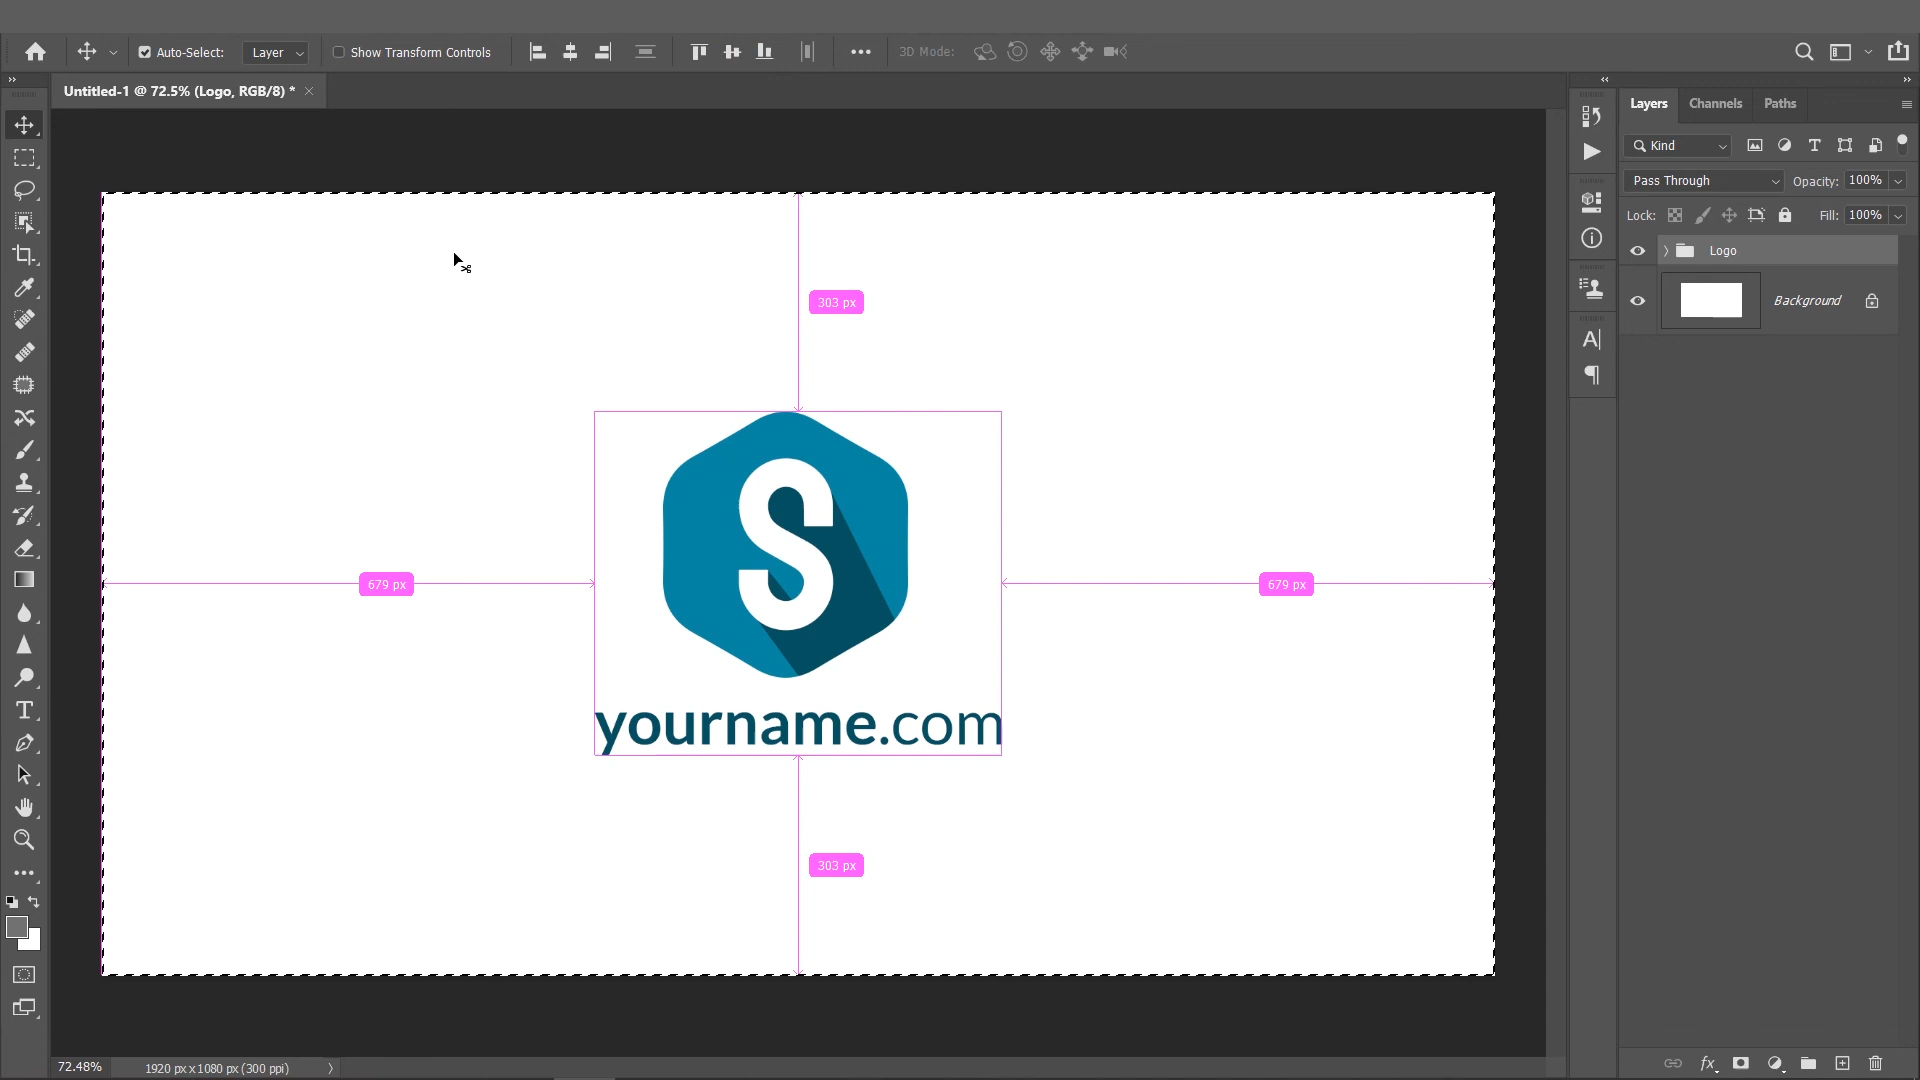 Auto-Select: Layer Show Transform Controls 3D Mode:
Untitled-1 @ 72.5% (Logo, RGB/8) *
Layers Channels Paths
Kind
Pass Through Opacity: 100%
Lock: Fill: 100%
Logo
Background
303 px
679 px
679 px
S
yourname.com
303 px
72.48% 1920 px x 1080 px (300 ppi)